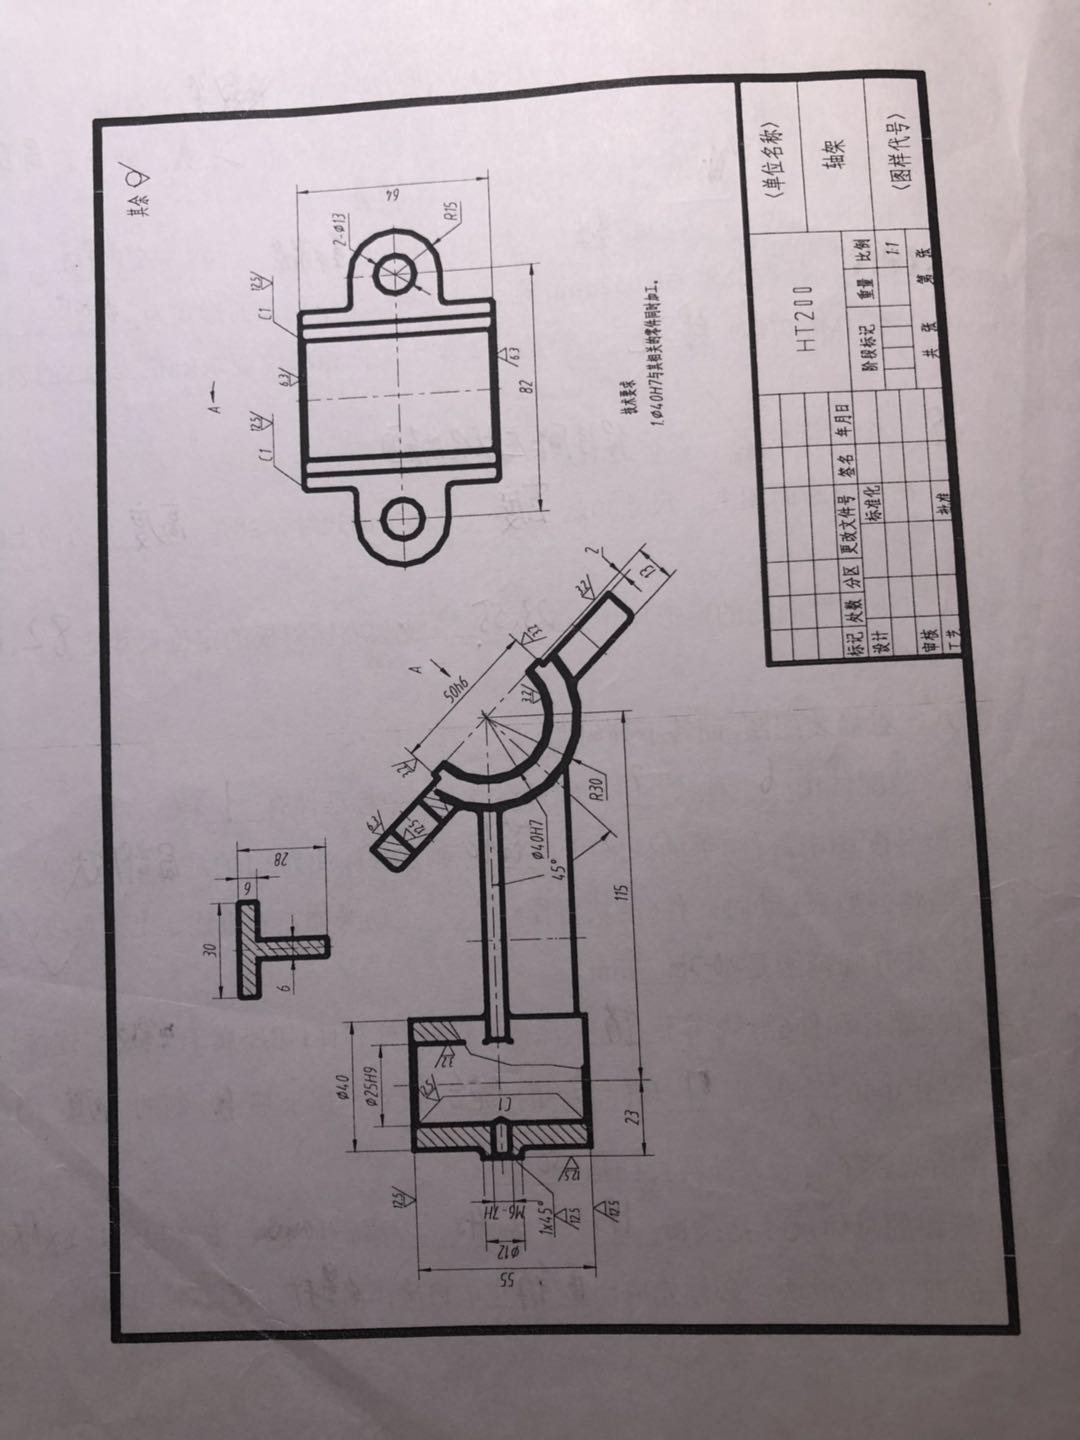 其余
A
C1
12.5
6.3
C1
12.5
64
2-Φ13
R15
6.3
82
技术要求
1.Φ40H7与其相关的零件同时加工。
30
6
6
28
A
50h6
3.2
3.2
3.2
3.2
2
6.3
12.5
Φ40H7
45°
R30
115
23
Φ40
Φ25H9
3.2
12.5
C1
12.5
12.5
12.5
12.5
M6-7H
1x45°
Φ12
55
标记 处数 分区 更改文件号 签名 年月日
设计
标准化
审核
工艺
批准
HT200
阶段标记 重量 比例
1:1
共 张 第 张
〈单位名称〉
轴架
〈图样代号〉